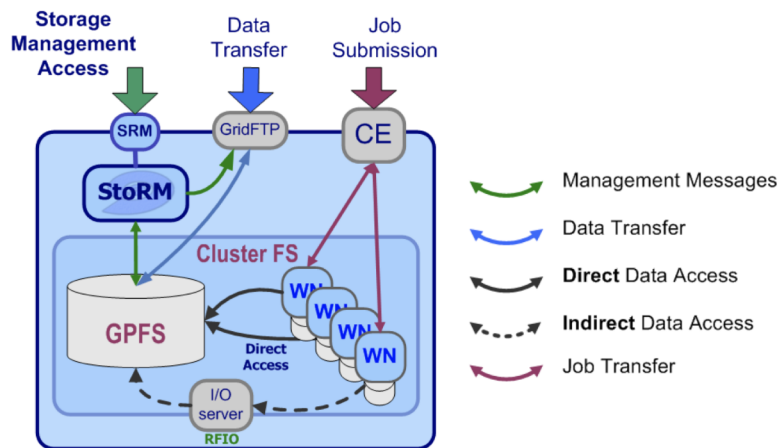 Storage
Management
Access
Data
Transfer
Job
Submission
SRM
GridFTP
CE
StoRM
Cluster FS
GPFS
WN
WN
WN
WN
Direct
Access
I/O
server
RFIO
Management Messages
Data Transfer
Direct Data Access
Indirect Data Access
Job Transfer